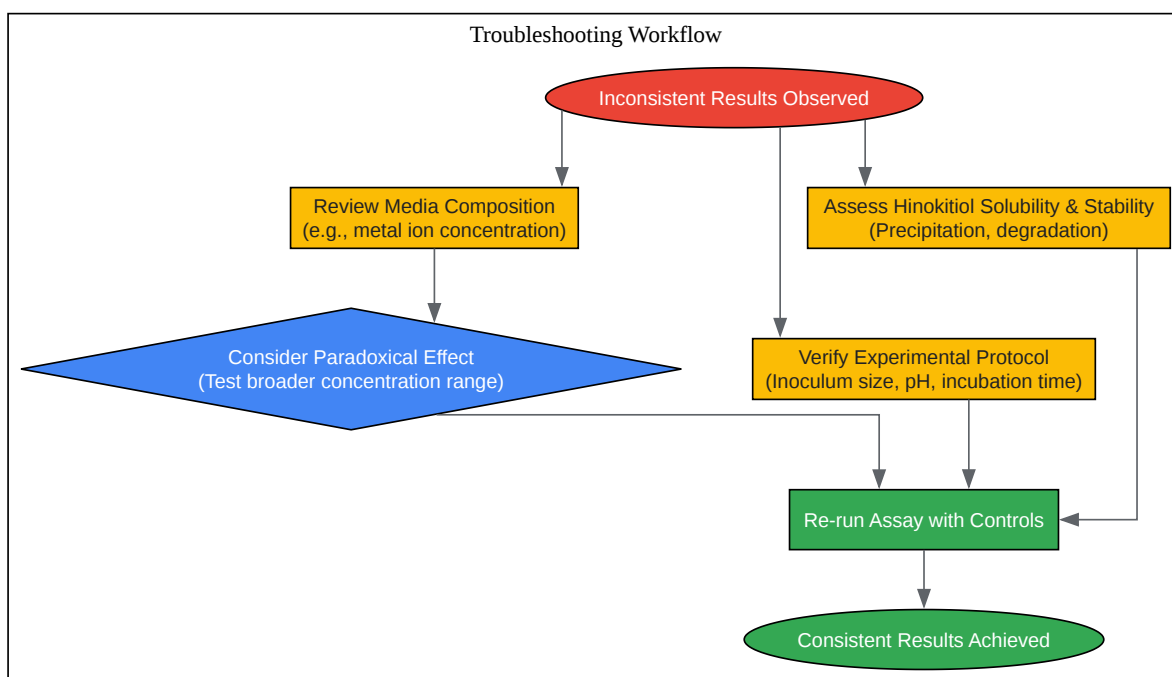 Troubleshooting Workflow
Inconsistent Results Observed
Review Media Composition
(e.g., metal ion concentration)
Assess Hinokitiol Solubility & Stability
(Precipitation, degradation)
Consider Paradoxical Effect
(Test broader concentration range)
Verify Experimental Protocol
(Inoculum size, pH, incubation time)
Re-run Assay with Controls
Consistent Results Achieved